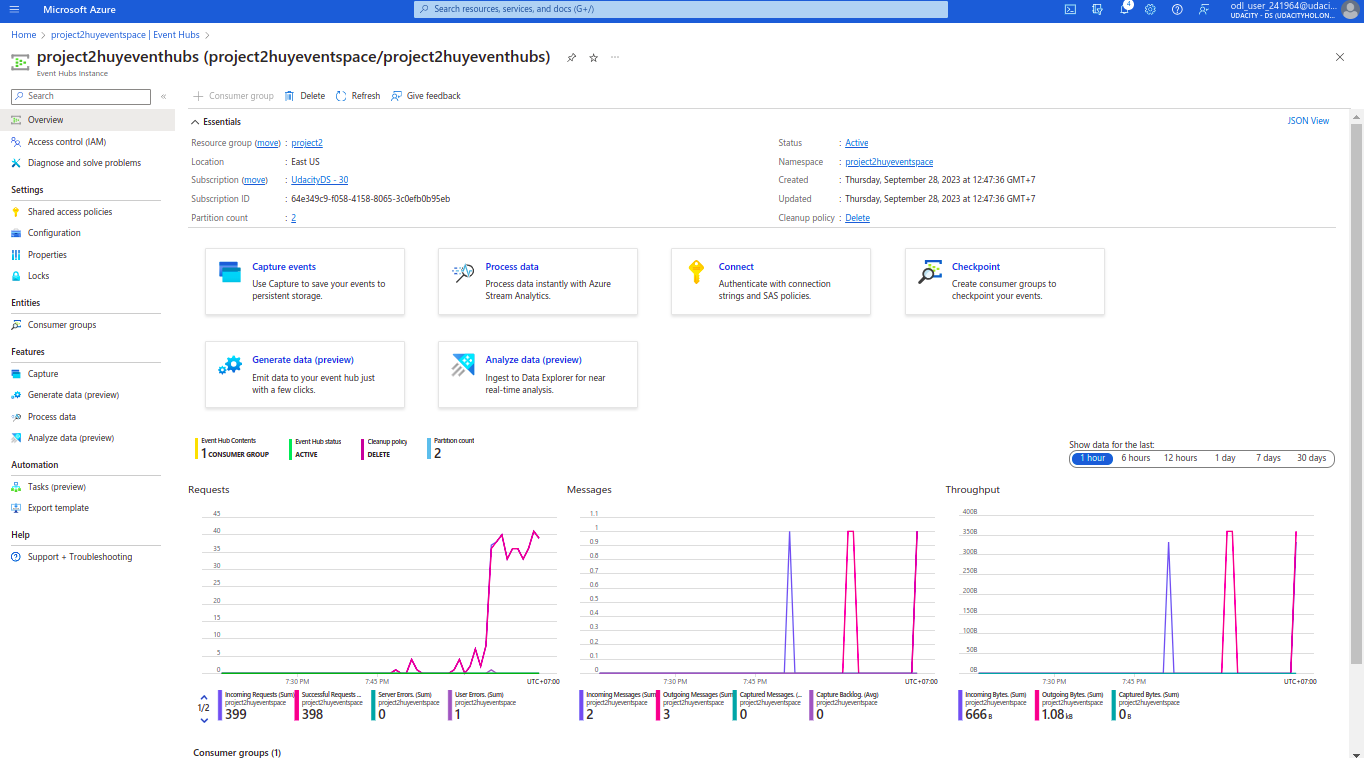 Microsoft Azure
Search resources, services, and docs (G+/)
4
odl_user_241964@udaci...
UDACITY - DS (UDACITYHOLON...
Home > project2huyeventspace | Event Hubs >
project2huyeventhubs (project2huyeventspace/project2huyeventhubs)
Event Hubs Instance
Search
Consumer group
Delete
Refresh
Give feedback
Overview
Access control (IAM)
Diagnose and solve problems
Settings
Shared access policies
Configuration
Properties
Locks
Entities
Consumer groups
Features
Capture
Generate data (preview)
Process data
Analyze data (preview)
Automation
Tasks (preview)
Export template
Help
Support + Troubleshooting
Essentials
JSON View
Resource group (move) : project2
Location : East US
Subscription (move) : UdacityDS - 30
Subscription ID : 64e349c9-f058-4158-8065-3c0efb0b95eb
Partition count : 2
Status : Active
Namespace : project2huyeventspace
Created : Thursday, September 28, 2023 at 12:47:36 GMT+7
Updated : Thursday, September 28, 2023 at 12:47:36 GMT+7
Cleanup policy : Delete
Capture events
Use Capture to save your events to
persistent storage.
Process data
Process data instantly with Azure
Stream Analytics.
Connect
Authenticate with connection
strings and SAS policies.
Checkpoint
Create consumer groups to
checkpoint your events.
Generate data (preview)
Emit data to your event hub just
with a few clicks.
Analyze data (preview)
Ingest to Data Explorer for near
real-time analysis.
Event Hub Contents
1 CONSUMER GROUP
Event Hub status
ACTIVE
Cleanup policy
DELETE
Partition count
2
Show data for the last:
1 hour
6 hours
12 hours
1 day
7 days
30 days
Requests
45
40
35
30
25
20
15
10
5
0
7:30 PM
7:45 PM
UTC+07:00
1/2
Incoming Requests (Sum)
project2huyeventspace
399
Successful Requests ...
project2huyeventspace
398
Server Errors. (Sum)
project2huyeventspace
0
User Errors. (Sum)
project2huyeventspace
1
Messages
1.1
1
0.9
0.8
0.7
0.6
0.5
0.4
0.3
0.2
0.1
0
7:30 PM
7:45 PM
UTC+07:00
Incoming Messages (Sum)
project2huyeventspace
2
Outgoing Messages (Sum)
project2huyeventspace
3
Captured Messages. (...
project2huyeventspace
0
Capture Backlog. (Avg)
project2huyeventspace
0
Throughput
400B
350B
300B
250B
200B
150B
100B
50B
0B
7:30 PM
7:45 PM
UTC+07:00
Incoming Bytes. (Sum)
project2huyeventspace
666 B
Outgoing Bytes. (Sum)
project2huyeventspace
1.08 kB
Captured Bytes. (Sum)
project2huyeventspace
0 B
Consumer groups (1)